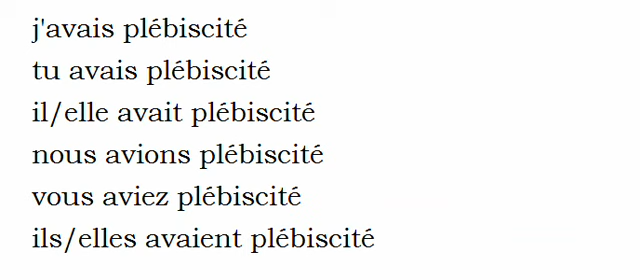 j'avais plébiscité
tu avais plébiscité
il/elle avait plébiscité
nous avions plébiscité
vous aviez plébiscité
ils/elles avaient plébiscité